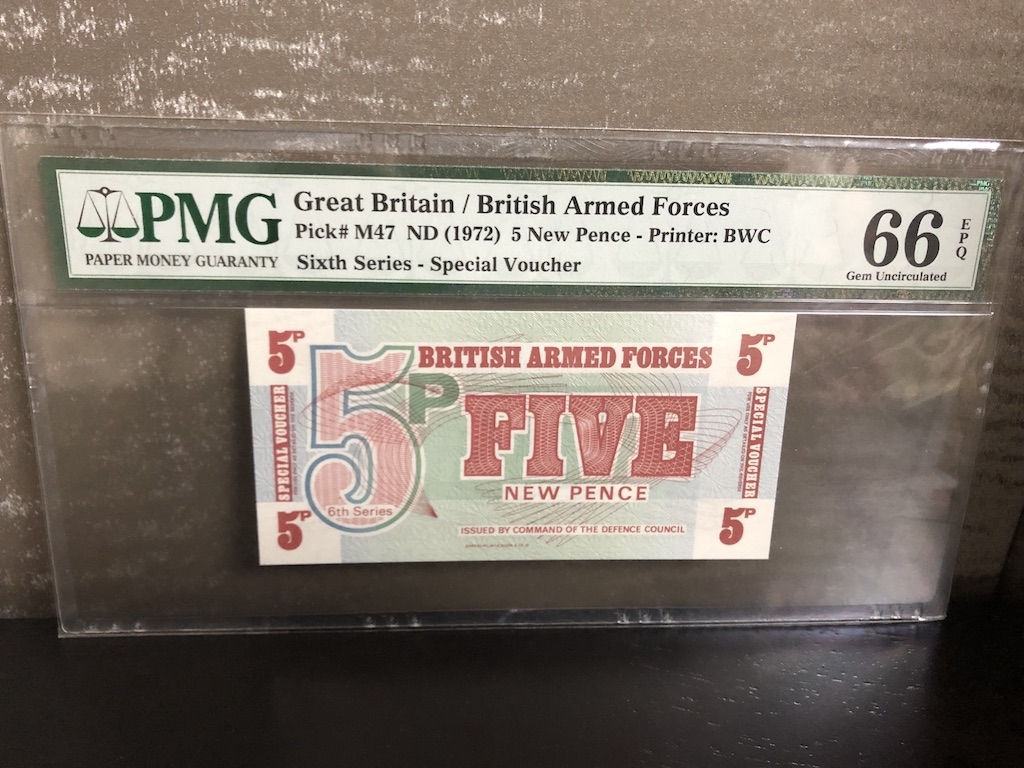 PMG
PAPER MONEY GUARANTY
Great Britain / British Armed Forces
Pick# M47 ND (1972) 5 New Pence - Printer: BWC
Sixth Series - Special Voucher
66
EPQ
Gem Uncirculated
5P
5P
BRITISH ARMED FORCES
5P
FIVE
NEW PENCE
6th Series
SPECIAL VOUCHER
SPECIAL VOUCHER
ISSUED BY COMMAND OF THE DEFENCE COUNCIL
5P
5P